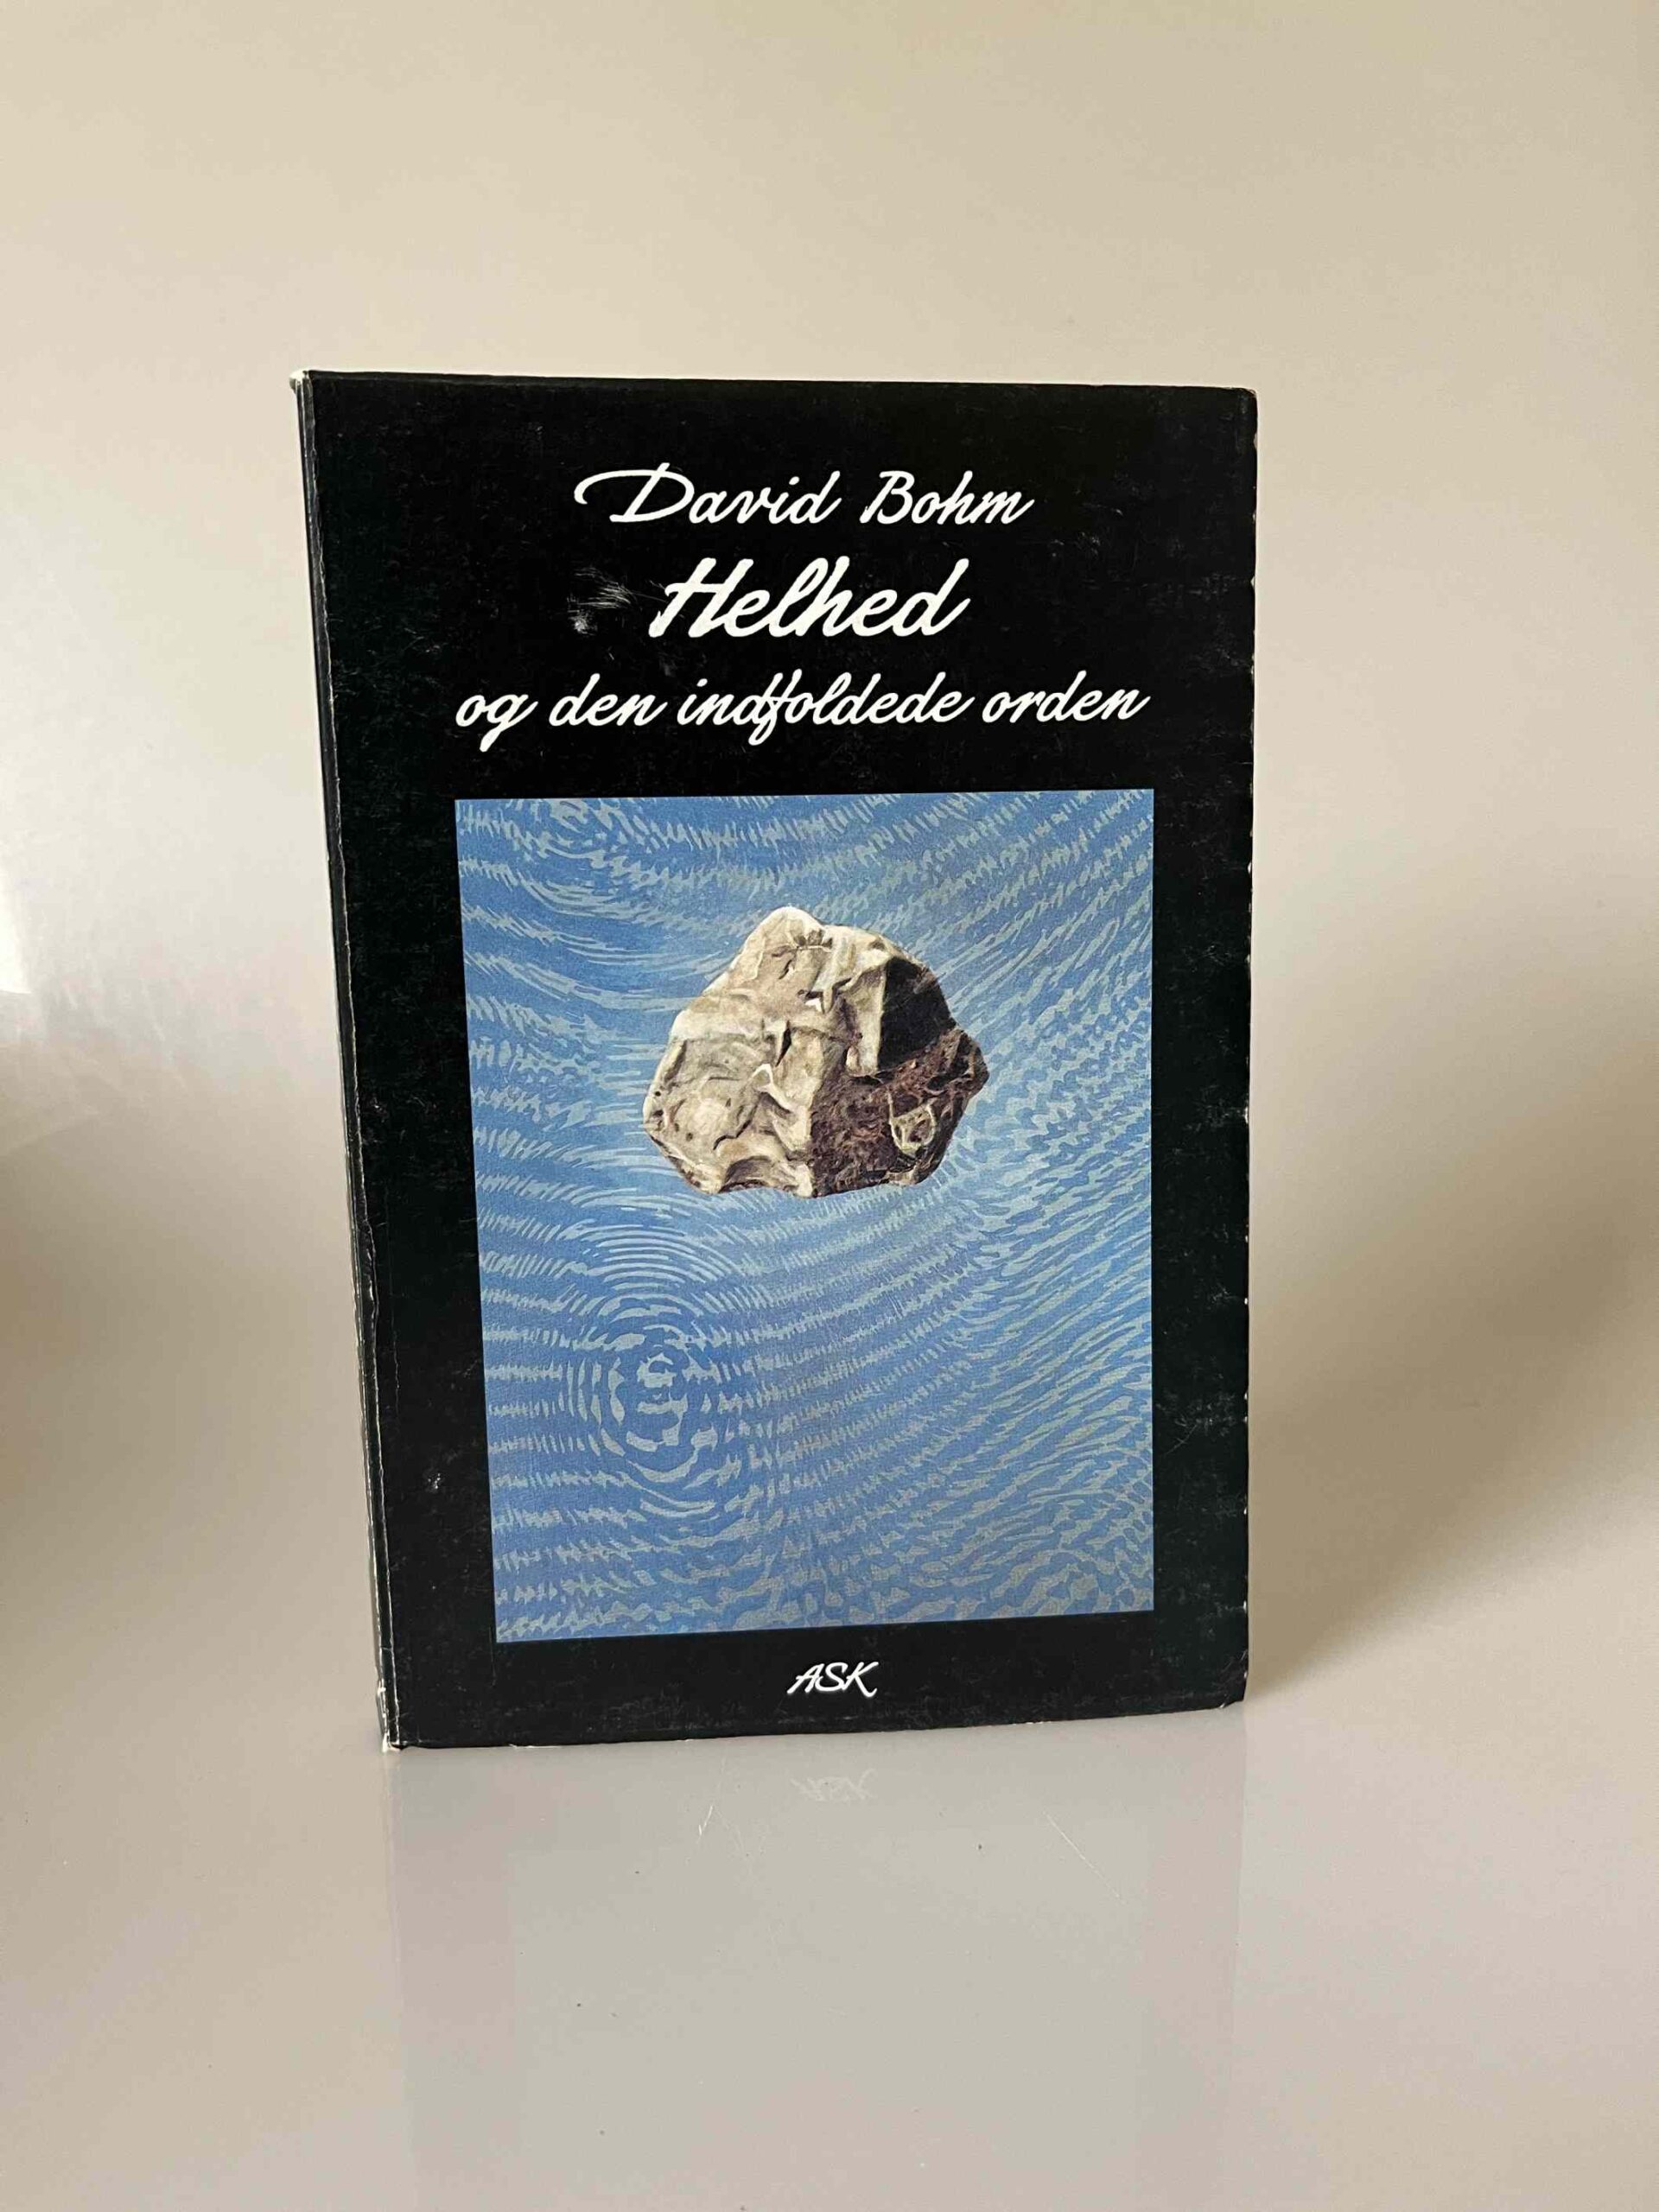 David Bohm
Helhed
og den indfoldede orden
ASK